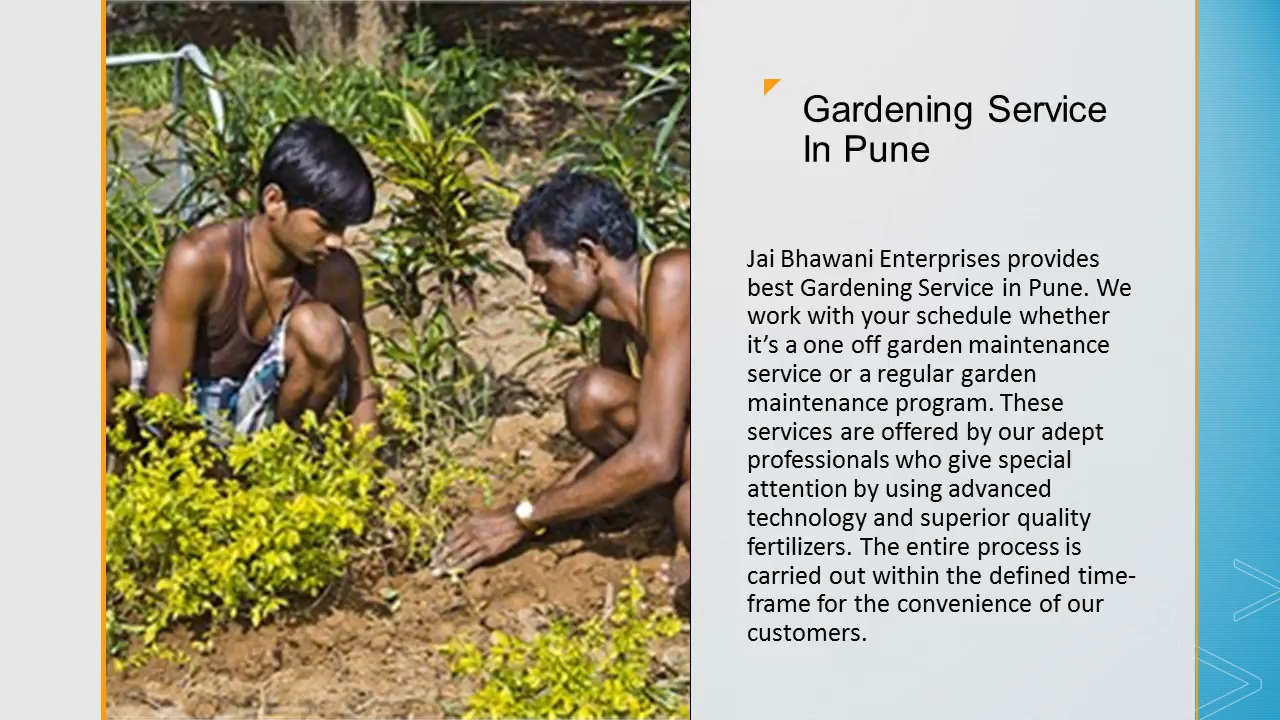 Gardening Service
In Pune
Jai Bhawani Enterprises provides
best Gardening Service in Pune. We
work with your schedule whether
it’s a one off garden maintenance
service or a regular garden
maintenance program. These
services are offered by our adept
professionals who give special
attention by using advanced
technology and superior quality
fertilizers. The entire process is
carried out within the defined time-
frame for the convenience of our
customers.